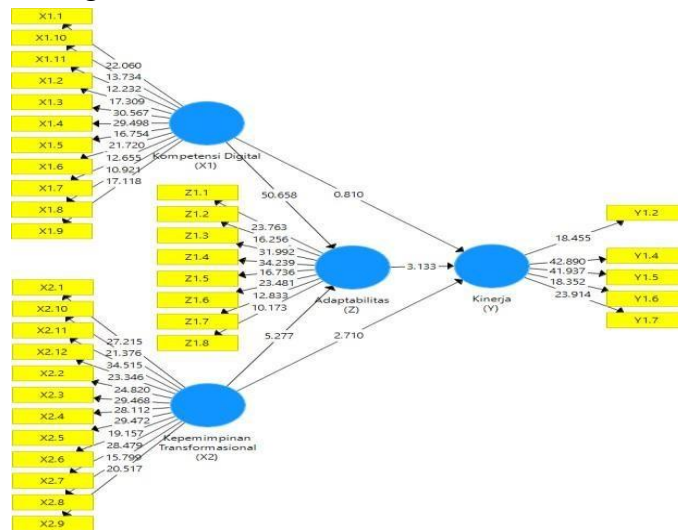 X1.1
X1.10
X1.11
X1.2
X1.3
X1.4
X1.5
X1.6
X1.7
X1.8
X1.9
22.060
13.734
12.232
17.309
30.567
29.498
16.754
21.720
12.655
10.921
17.118
Kompetensi Digital
(X1)
50.658
0.810
Z1.1
Z1.2
Z1.3
Z1.4
Z1.5
Z1.6
Z1.7
Z1.8
23.763
16.256
31.992
34.239
16.736
23.481
12.833
10.173
Adaptabilitas
(Z)
3.133
Kinerja
(Y)
18.455
42.890
41.937
18.352
23.914
Y1.2
Y1.4
Y1.5
Y1.6
Y1.7
5.277
2.710
X2.1
X2.10
X2.11
X2.12
X2.2
X2.3
X2.4
X2.5
X2.6
X2.7
X2.8
X2.9
27.215
21.376
34.515
23.346
24.820
29.468
28.112
29.472
19.157
28.479
15.799
20.517
Kepemimpinan
Transformasional
(X2)